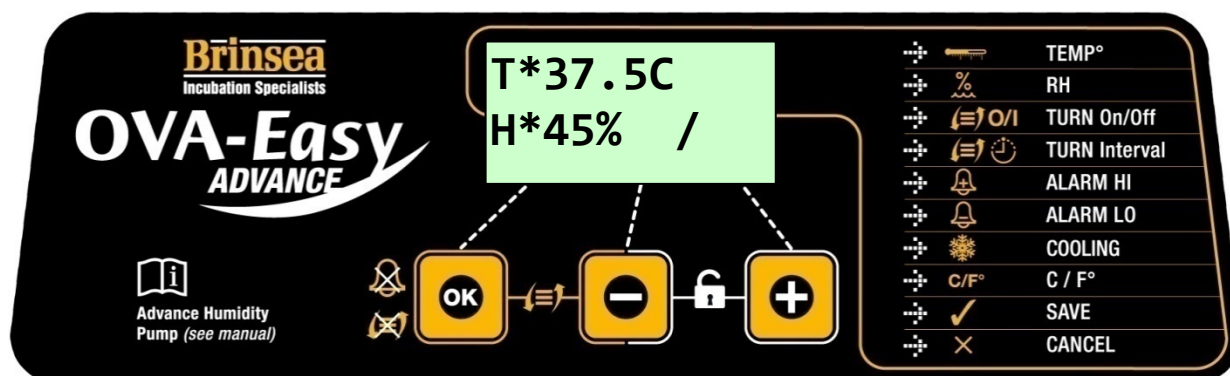 Brinsea
Incubation Specialists
OVA-Easy
ADVANCE
T*37.5C
H*45% /
Advance Humidity
Pump (see manual)
OK
TEMP°
% RH
O/I TURN On/Off
TURN Interval
ALARM HI
ALARM LO
COOLING
C/F° C / F°
SAVE
CANCEL